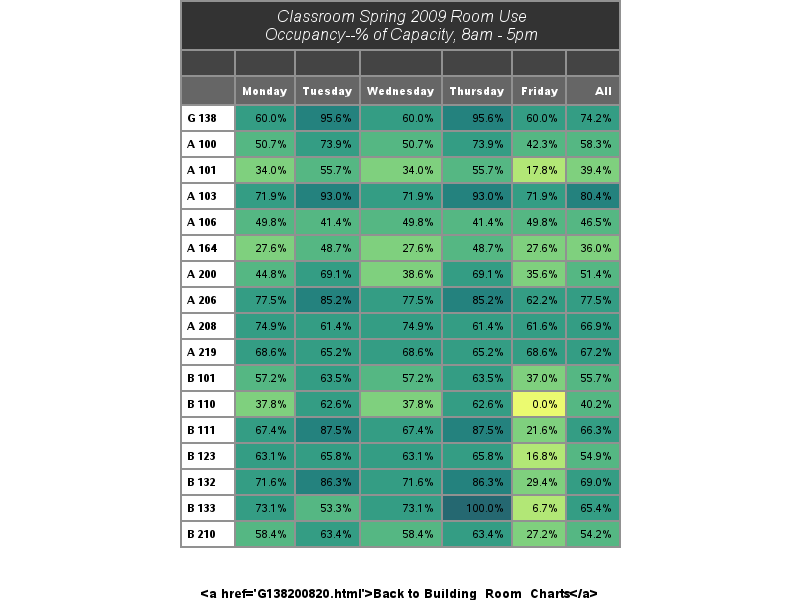 Classroom Spring 2009 Room Use
Occupancy--% of Capacity, 8am - 5pm
Monday Tuesday Wednesday Thursday Friday All
G 138 60.0% 95.6% 60.0% 95.6% 60.0% 74.2%
A 100 50.7% 73.9% 50.7% 73.9% 42.3% 58.3%
A 101 34.0% 55.7% 34.0% 55.7% 17.8% 39.4%
A 103 71.9% 93.0% 71.9% 93.0% 71.9% 80.4%
A 106 49.8% 41.4% 49.8% 41.4% 49.8% 46.5%
A 164 27.6% 48.7% 27.6% 48.7% 27.6% 36.0%
A 200 44.8% 69.1% 38.6% 69.1% 35.6% 51.4%
A 206 77.5% 85.2% 77.5% 85.2% 62.2% 77.5%
A 208 74.9% 61.4% 74.9% 61.4% 61.6% 66.9%
A 219 68.6% 65.2% 68.6% 65.2% 68.6% 67.2%
B 101 57.2% 63.5% 57.2% 63.5% 37.0% 55.7%
B 110 37.8% 62.6% 37.8% 62.6% 0.0% 40.2%
B 111 67.4% 87.5% 67.4% 87.5% 21.6% 66.3%
B 123 63.1% 65.8% 63.1% 65.8% 16.8% 54.9%
B 132 71.6% 86.3% 71.6% 86.3% 29.4% 69.0%
B 133 73.1% 53.3% 73.1% 100.0% 6.7% 65.4%
B 210 58.4% 63.4% 58.4% 63.4% 27.2% 54.2%
<a href='G138200820.html'>Back to Building_Room_Charts</a>